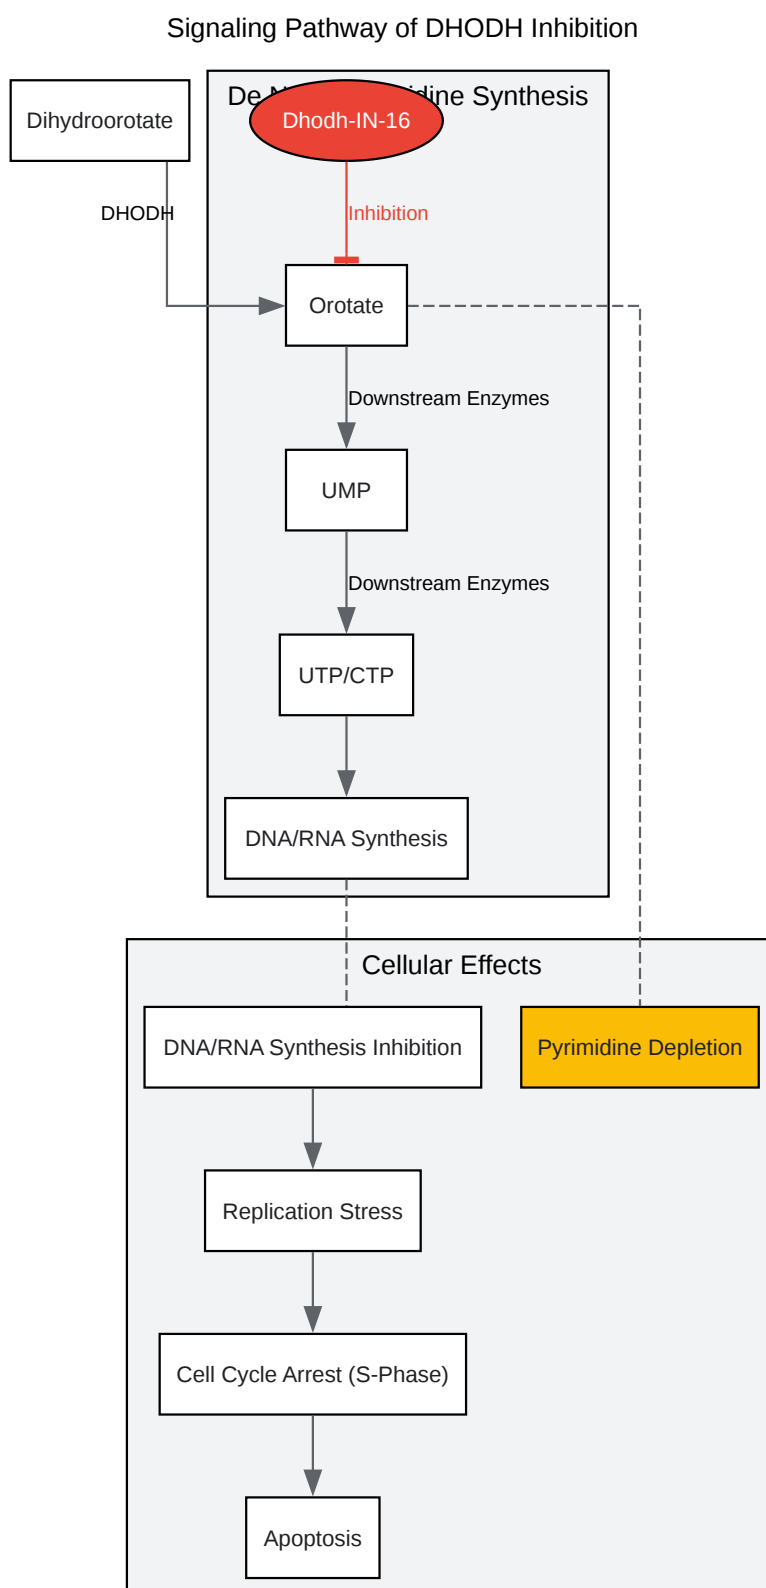 Signaling Pathway of DHODH Inhibition
De Synthesis
Dihydroorotate
Dhodh-IN-16
DHODH
Inhibition
Orotate
Downstream Enzymes
UMP
Downstream Enzymes
UTP/CTP
DNA/RNA Synthesis
Cellular Effects
DNA/RNA Synthesis Inhibition
Pyrimidine Depletion
Replication Stress
Cell Cycle Arrest (S-Phase)
Apoptosis